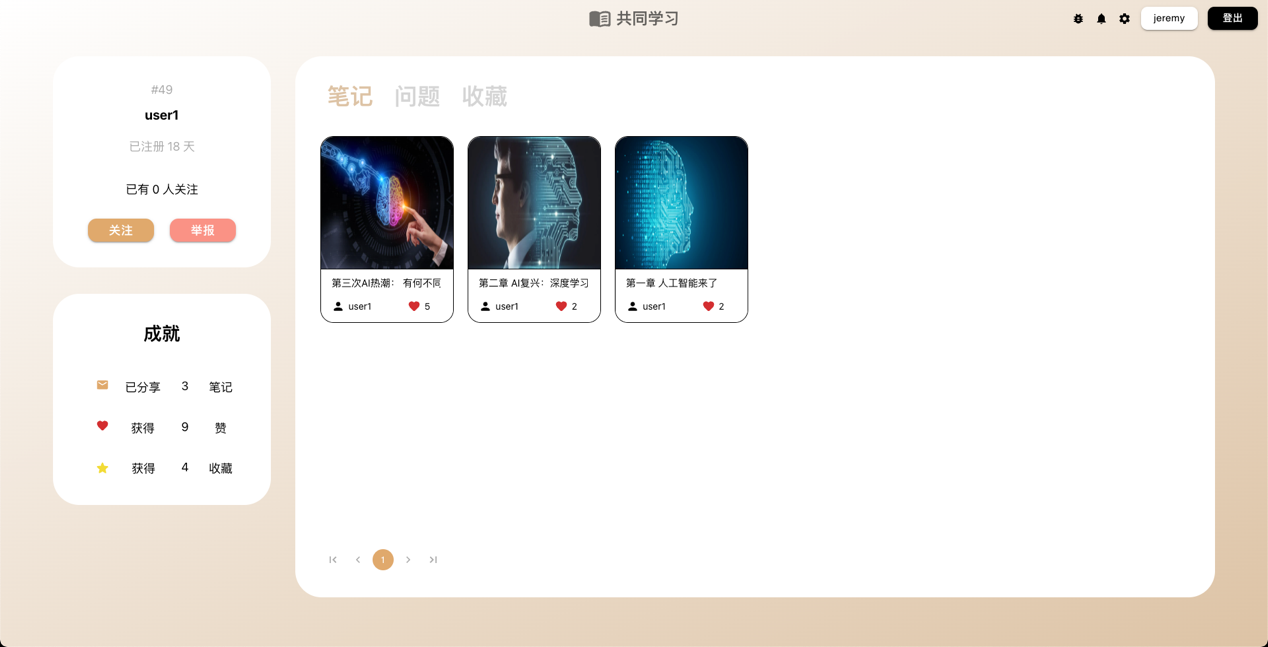 共同学习
jeremy
登出
#49
user1
已注册 18 天
已有 0 人关注
关注
举报
成就
已分享 3 笔记
获得 9 赞
获得 4 收藏
笔记 问题 收藏
第三次AI热潮： 有何不同
user1 5
第二章 AI复兴：深度学习
user1 2
第一章 人工智能来了
user1 2
1